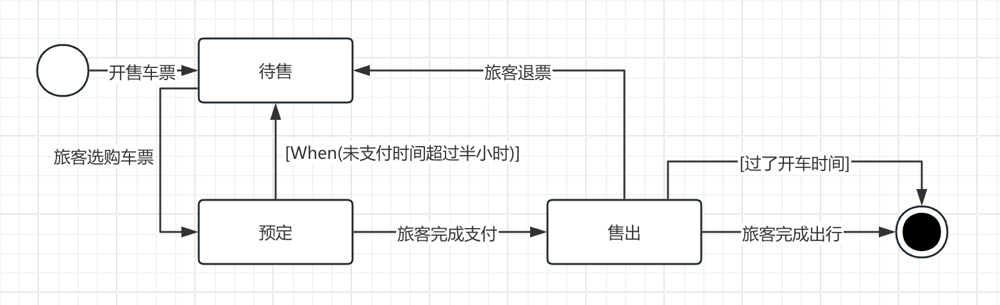 开售车票
待售
旅客退票
旅客选购车票
[When(未支付时间超过半小时)]
[过了开车时间]
预定
旅客完成支付
售出
旅客完成出行